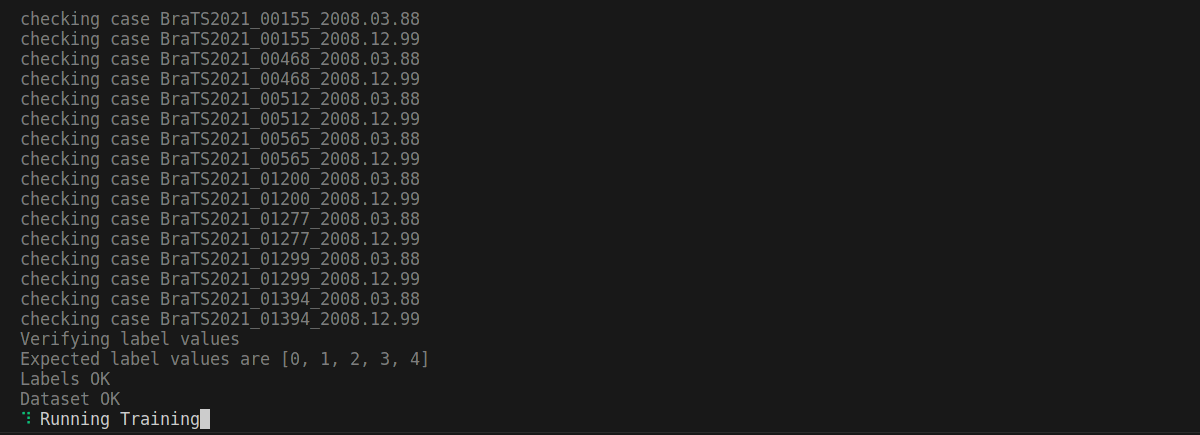 checking case BraTS2021_00155_2008.03.88
checking case BraTS2021_00155_2008.12.99
checking case BraTS2021_00468_2008.03.88
checking case BraTS2021_00468_2008.12.99
checking case BraTS2021_00512_2008.03.88
checking case BraTS2021_00512_2008.12.99
checking case BraTS2021_00565_2008.03.88
checking case BraTS2021_00565_2008.12.99
checking case BraTS2021_01200_2008.03.88
checking case BraTS2021_01200_2008.12.99
checking case BraTS2021_01277_2008.03.88
checking case BraTS2021_01277_2008.12.99
checking case BraTS2021_01299_2008.03.88
checking case BraTS2021_01299_2008.12.99
checking case BraTS2021_01394_2008.03.88
checking case BraTS2021_01394_2008.12.99
Verifying label values
Expected label values are [0, 1, 2, 3, 4]
Labels OK
Dataset OK
Running Training